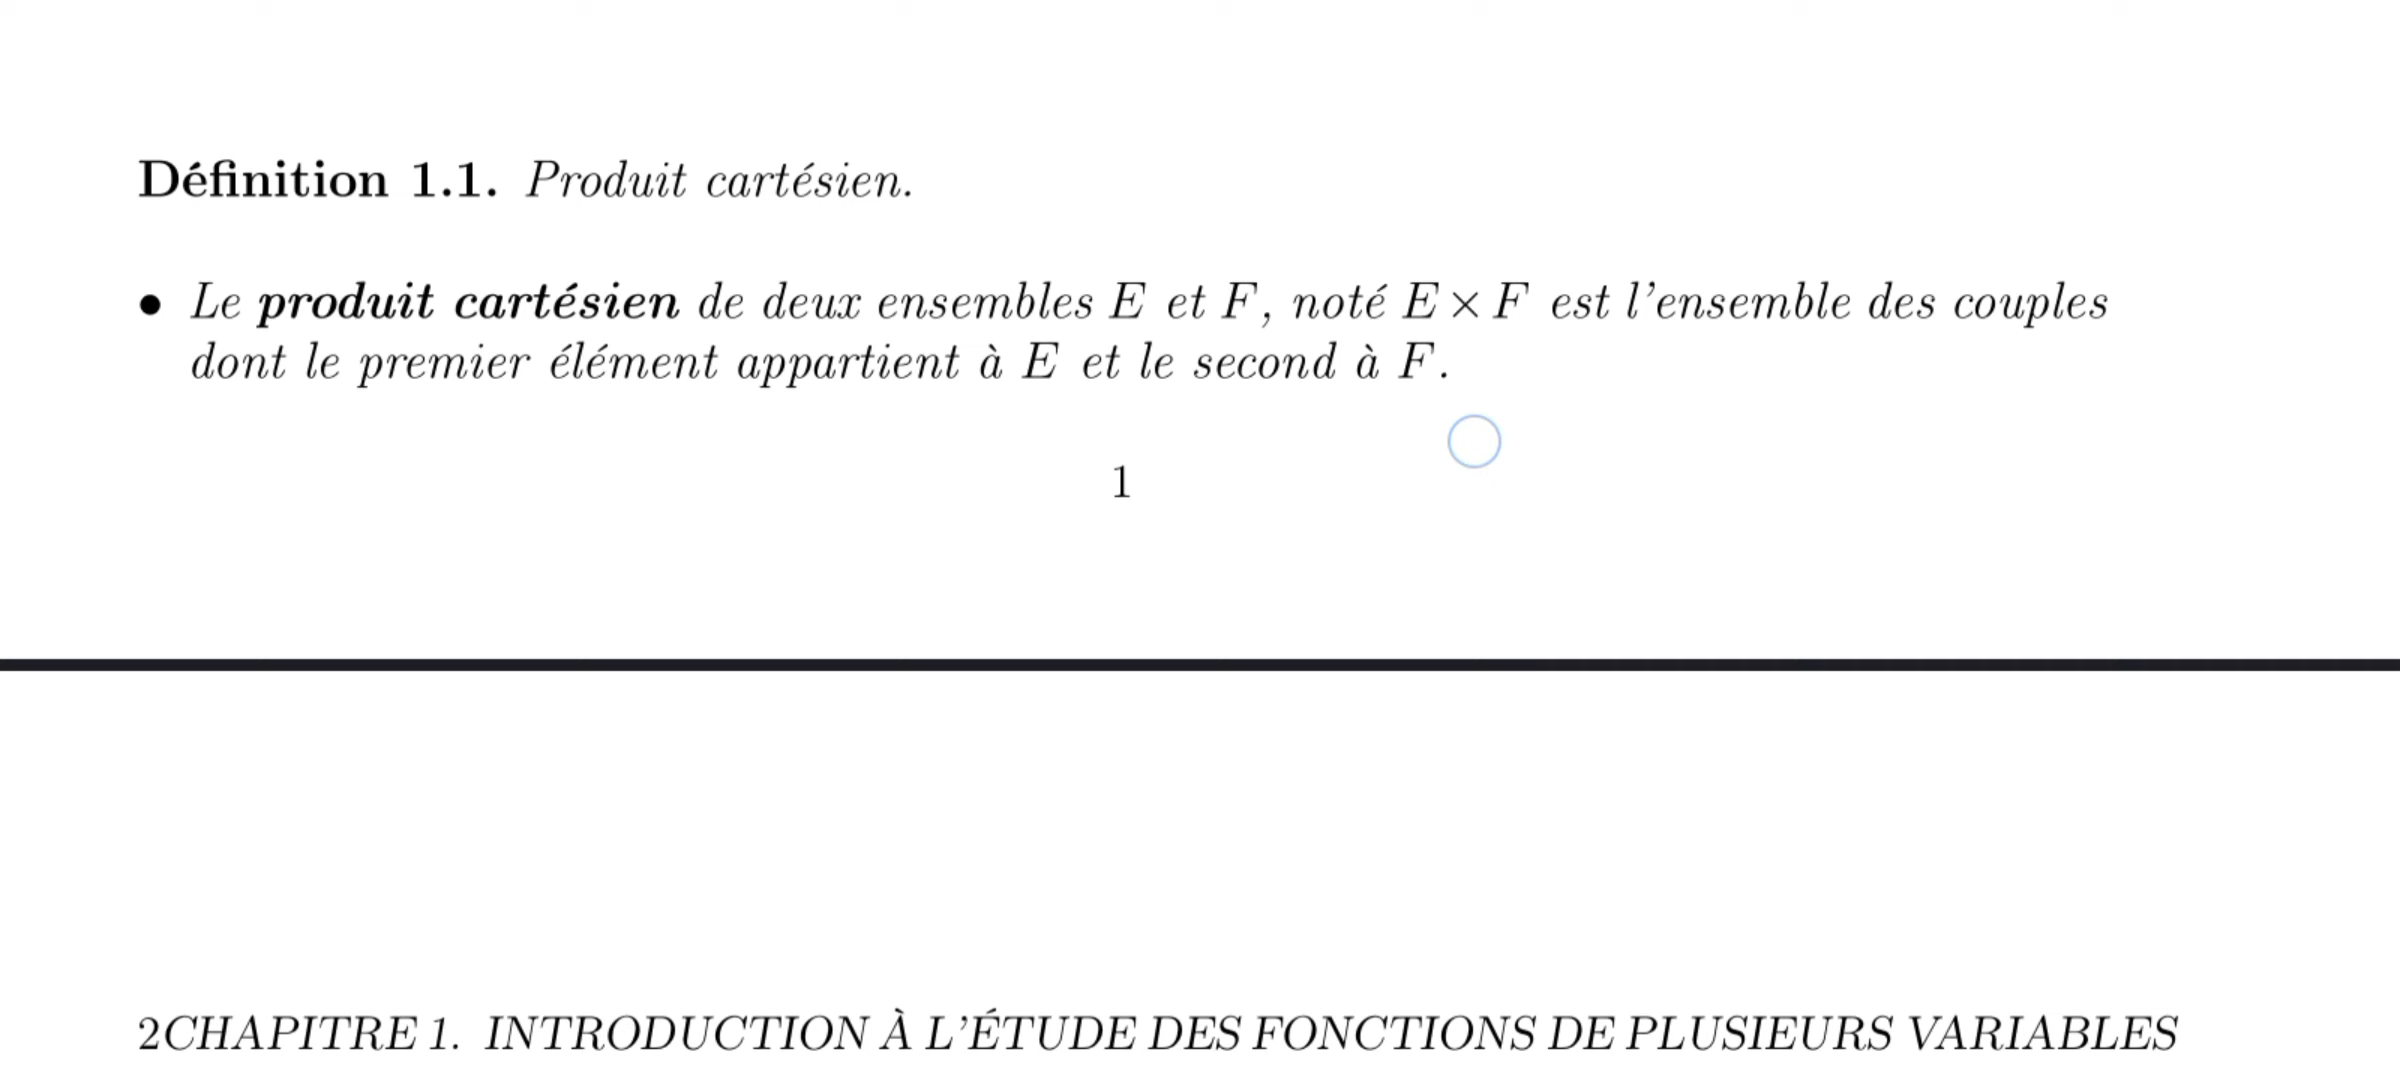 Définition 1.1. Produit cartésien.
• Le produit cartésien de deux ensembles E et F, noté E × F est l'ensemble des couples
dont le premier élément appartient à E et le second à F.
1
2CHAPITRE 1. INTRODUCTION À L'ÉTUDE DES FONCTIONS DE PLUSIEURS VARIABLES